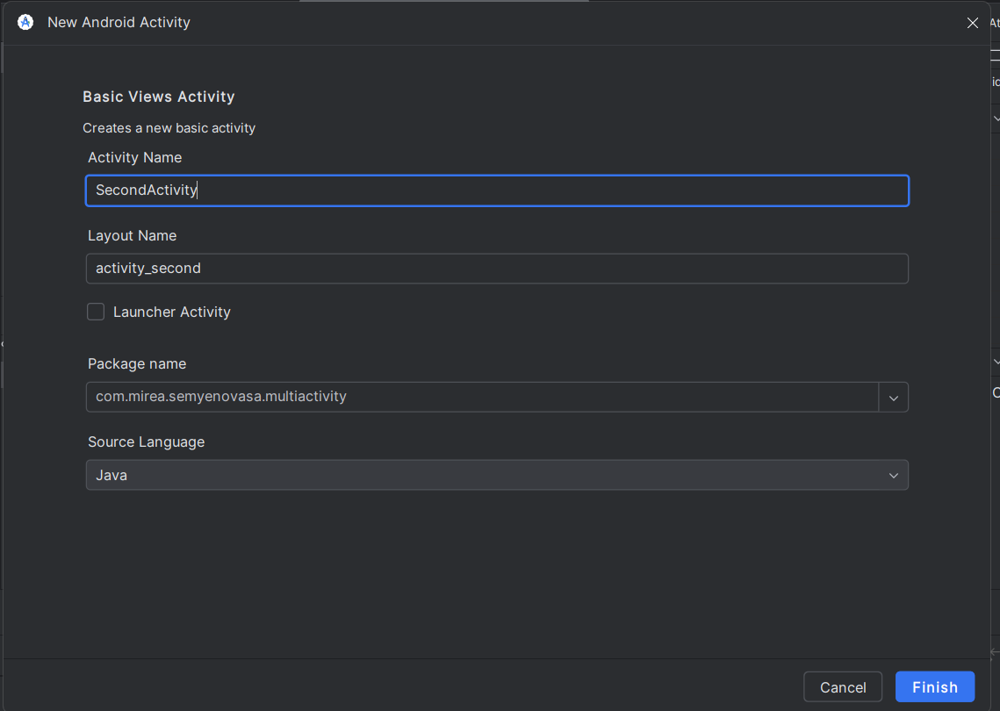 New Android Activity
Basic Views Activity
Creates a new basic activity
Activity Name
SecondActivity
Layout Name
activity_second
Launcher Activity
Package name
com.mirea.semyenovasa.multiactivity
Source Language
Java
Cancel
Finish